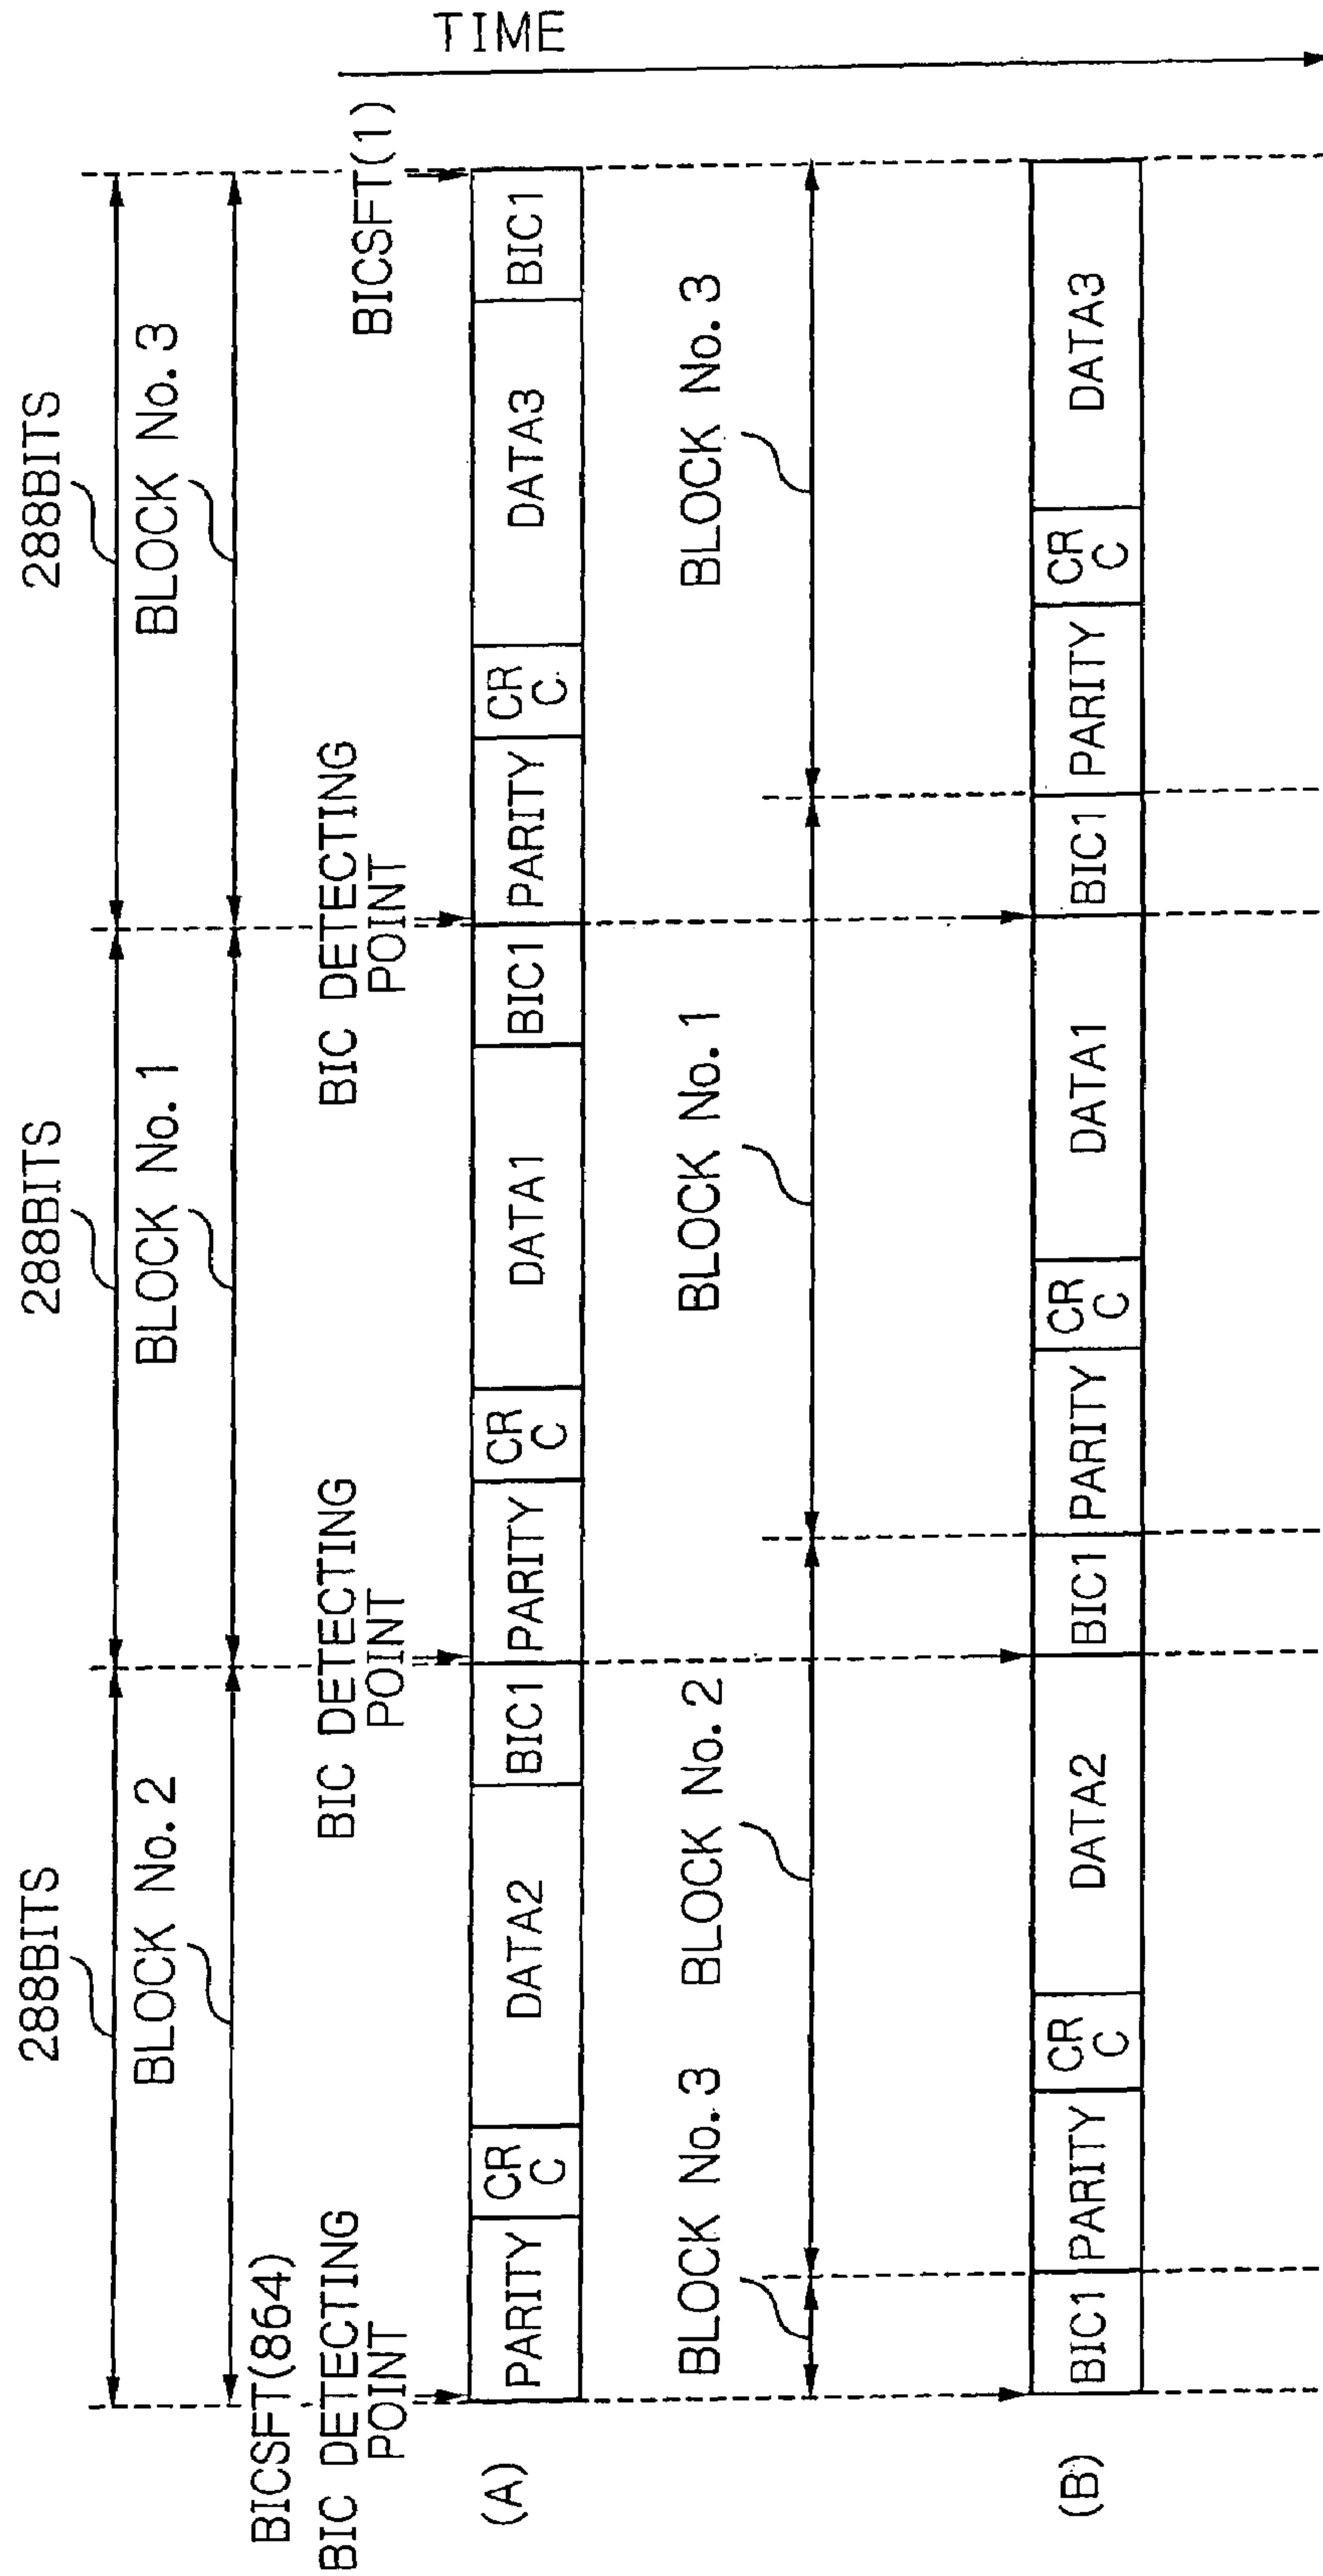 288BITS 288BITS 288BITS
BLOCK No. 2 BLOCK No. 1 BLOCK No. 3
BICSFT(864)
BIC DETECTING POINT
BIC DETECTING POINT
BIC DETECTING POINT
BICSFT(1)
TIME
(A) PARITY CRC DATA2 BIC1 PARITY CRC DATA1 BIC1 PARITY CRC DATA3 BIC1
BLOCK No. 3 BLOCK No. 2 BLOCK No. 1 BLOCK No. 3
(B) BIC1 PARITY CRC DATA2 BIC1 PARITY CRC DATA1 BIC1 PARITY CRC DATA3